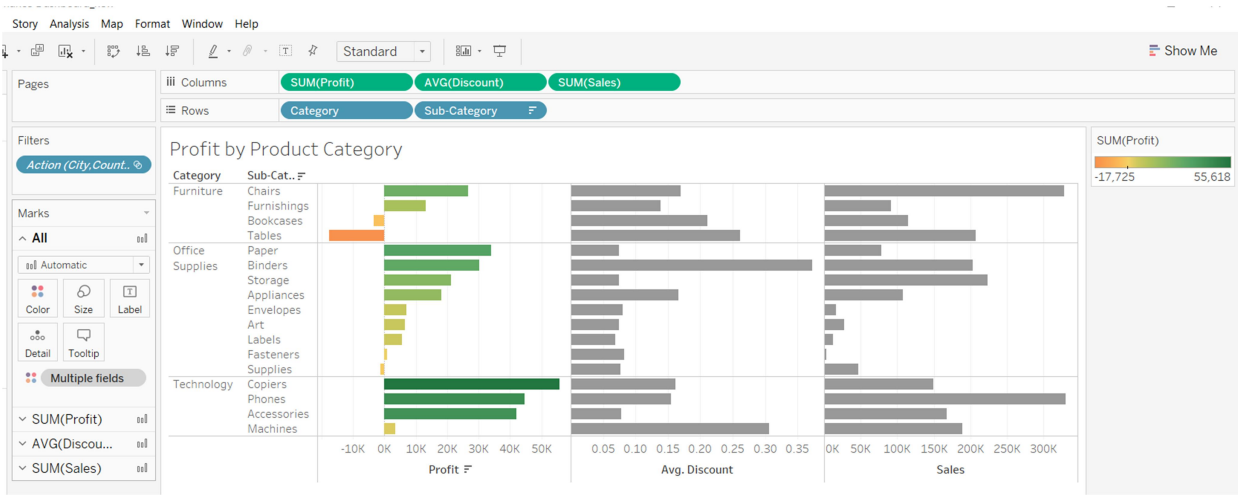 Story Analysis Map Format Window Help
Standard
Show Me
Pages
Columns SUM(Profit) AVG(Discount) SUM(Sales)
Rows Category Sub-Category
Filters
Action (City,Count..
Marks
All
Automatic
Color Size Label
Detail Tooltip
Multiple fields
SUM(Profit)
AVG(Discou...
SUM(Sales)
Profit by Product Category
Category Sub-Cat..
Furniture Chairs
Furnishings
Bookcases
Tables
Office Paper
Supplies Binders
Storage
Appliances
Envelopes
Art
Labels
Fasteners
Supplies
Technology Copiers
Phones
Accessories
Machines
-10K 0K 10K 20K 30K 40K 50K 0.05 0.10 0.15 0.20 0.25 0.30 0.35 0K 50K 100K 150K 200K 250K 300K
Profit Avg. Discount Sales
SUM(Profit)
-17,725 55,618